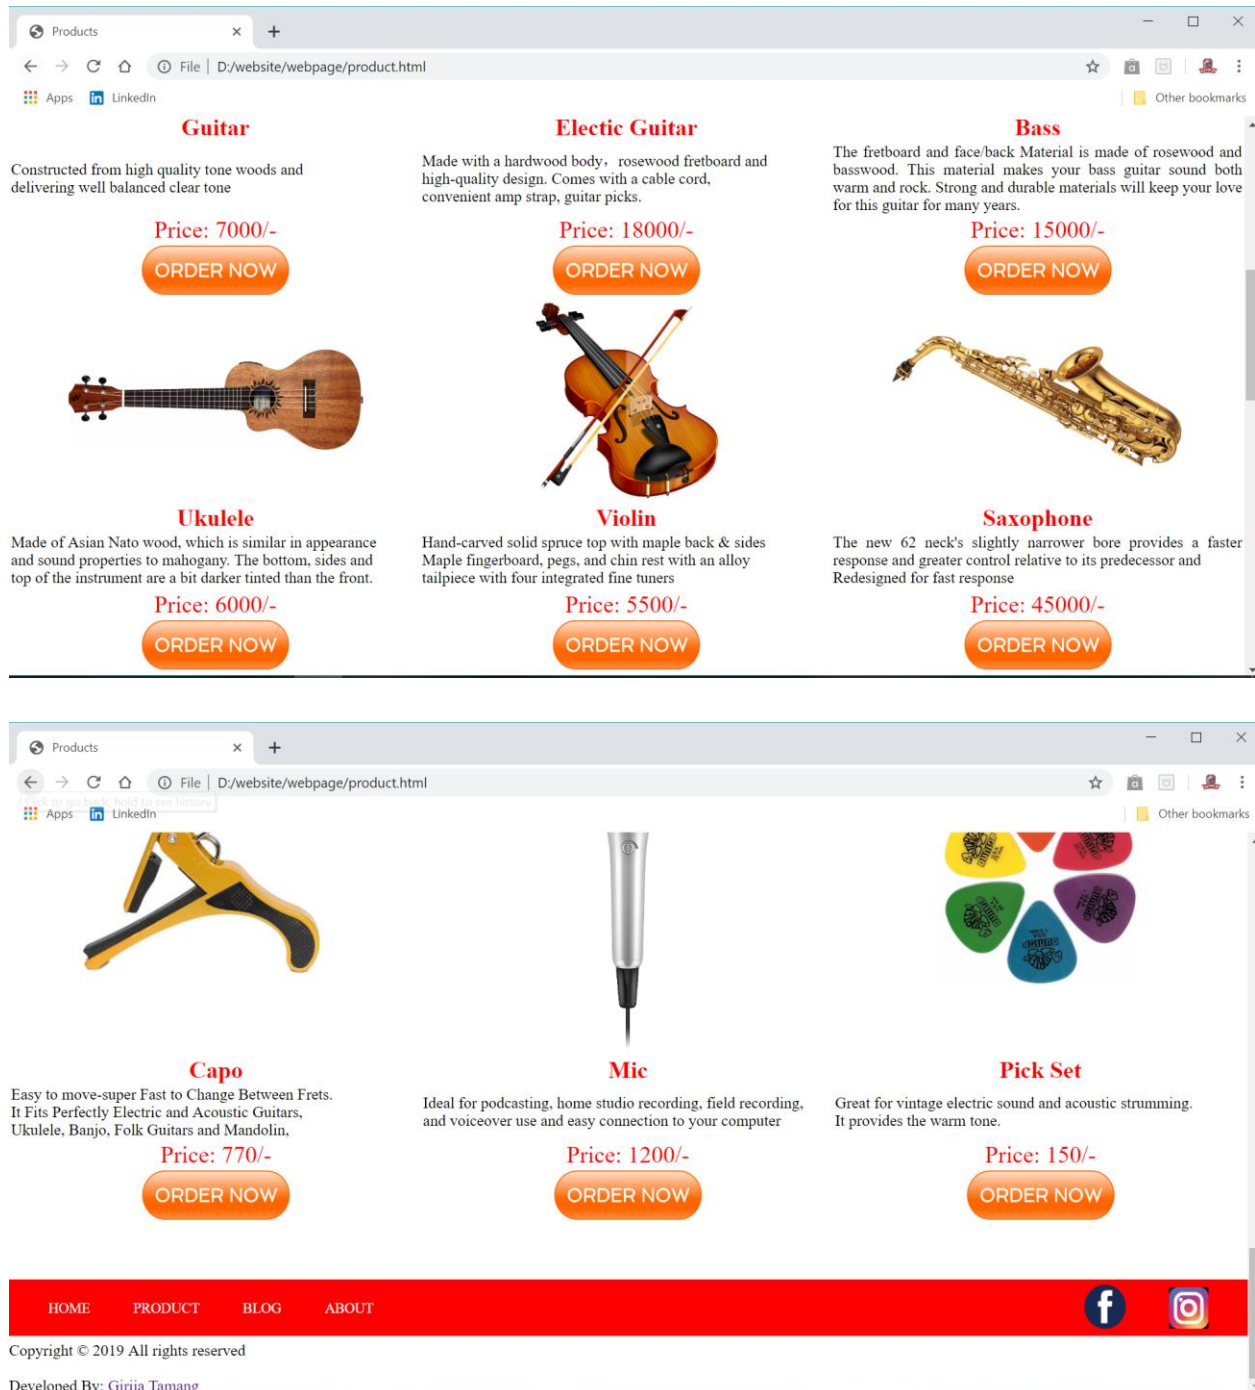 Products
File | D:/website/webpage/product.html
Apps LinkedIn Other bookmarks
Guitar
Constructed from high quality tone woods and
delivering well balanced clear tone
Price: 7000/-
ORDER NOW
Electic Guitar
Made with a hardwood body，rosewood fretboard and
high-quality design. Comes with a cable cord,
convenient amp strap, guitar picks.
Price: 18000/-
ORDER NOW
Bass
The fretboard and face/back Material is made of rosewood and
basswood. This material makes your bass guitar sound both
warm and rock. Strong and durable materials will keep your love
for this guitar for many years.
Price: 15000/-
ORDER NOW
Ukulele
Made of Asian Nato wood, which is similar in appearance
and sound properties to mahogany. The bottom, sides and
top of the instrument are a bit darker tinted than the front.
Price: 6000/-
ORDER NOW
Violin
Hand-carved solid spruce top with maple back & sides
Maple fingerboard, pegs, and chin rest with an alloy
tailpiece with four integrated fine tuners
Price: 5500/-
ORDER NOW
Saxophone
The new 62 neck's slightly narrower bore provides a faster
response and greater control relative to its predecessor and
Redesigned for fast response
Price: 45000/-
ORDER NOW
Products
File | D:/website/webpage/product.html
Click to go back, hold to see history
Apps LinkedIn Other bookmarks
Capo
Easy to move-super Fast to Change Between Frets.
It Fits Perfectly Electric and Acoustic Guitars,
Ukulele, Banjo, Folk Guitars and Mandolin,
Price: 770/-
ORDER NOW
Mic
Ideal for podcasting, home studio recording, field recording,
and voiceover use and easy connection to your computer
Price: 1200/-
ORDER NOW
Pick Set
Great for vintage electric sound and acoustic strumming.
It provides the warm tone.
Price: 150/-
ORDER NOW
HOME PRODUCT BLOG ABOUT
Copyright © 2019 All rights reserved
Developed By: Girija Tamang